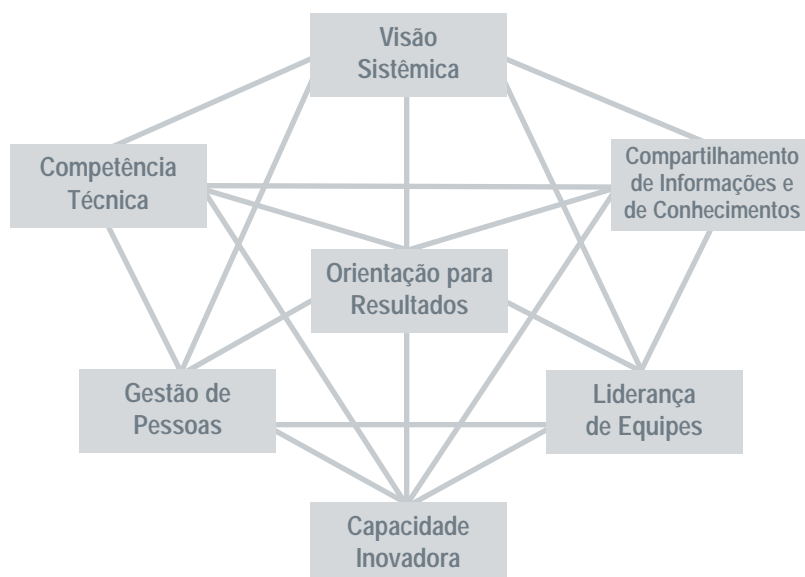 Visão
Sistêmica
Competência
Técnica
Compartilhamento
de Informações e
de Conhecimentos
Orientação para
Resultados
Gestão de
Pessoas
Liderança
de Equipes
Capacidade
Inovadora